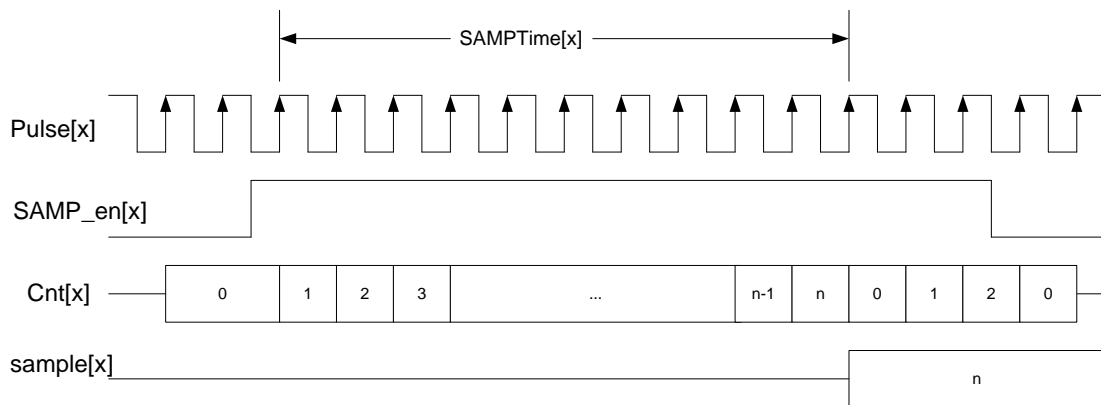 SAMPTime[x]
Pulse[x]
SAMP_en[x]
Cnt[x] 0 1 2 3 ... n-1 n 0 1 2 0
sample[x] n